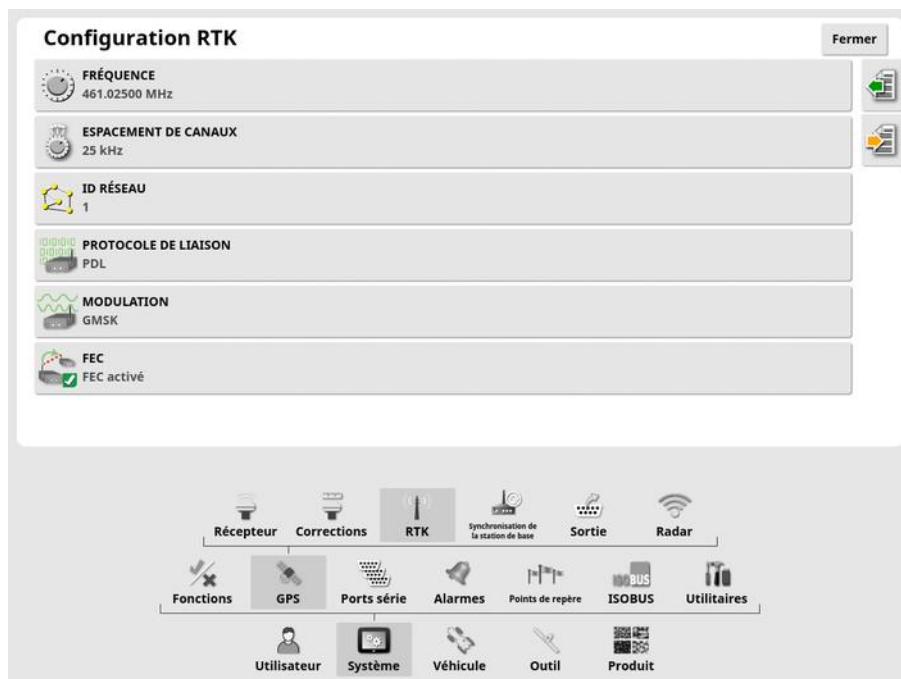 Configuration RTK
Fermer
FRÉQUENCE
461.02500 MHz
ESPACEMENT DE CANAUX
25 kHz
ID RÉSEAU
1
PROTOCOLE DE LIAISON
PDL
MODULATION
GMSK
FEC
FEC activé
Récepteur
Corrections
RTK
Synchronisation de
la station de base
Sortie
Radar
Fonctions
GPS
Ports série
Alarmes
Points de repère
ISOBUS
Utilitaires
Utilisateur
Système
Véhicule
Outil
Produit